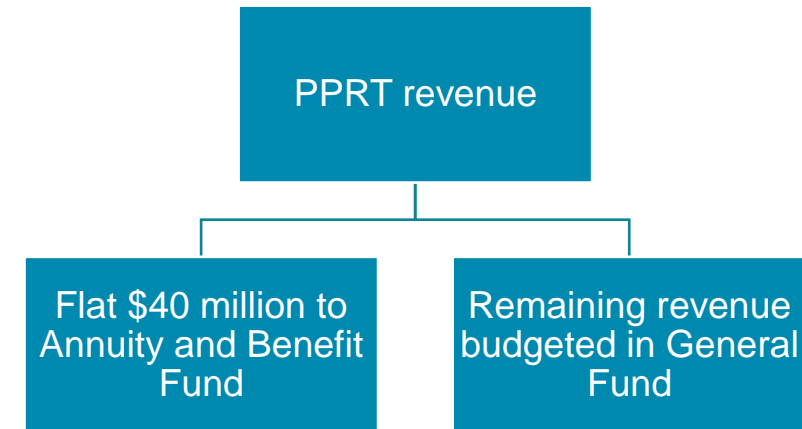 PPRT revenue
Flat $40 million to
Annuity and Benefit
Fund
Remaining revenue
budgeted in General
Fund